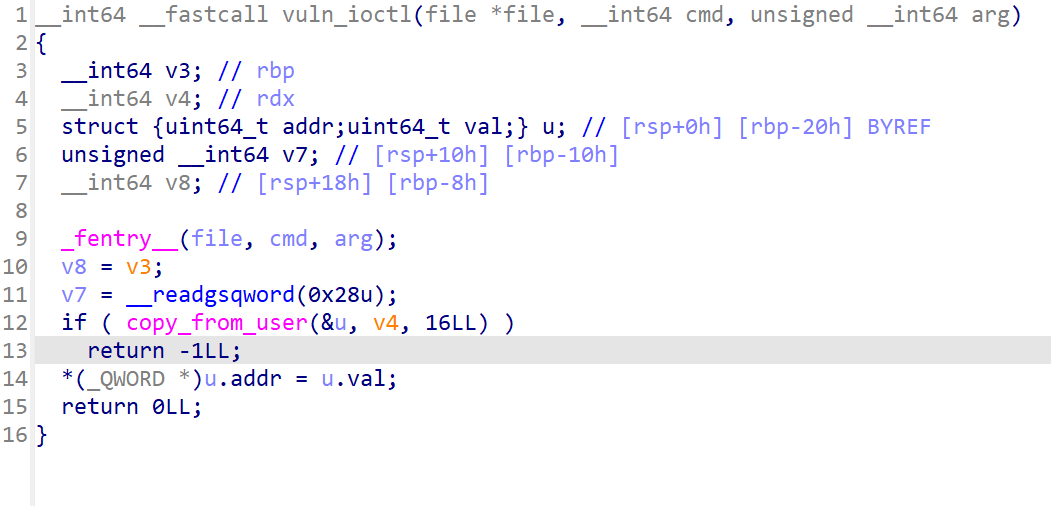 1 __int64 __fastcall vuln_ioctl(file *file, __int64 cmd, unsigned __int64 arg)
2 {
3   __int64 v3; // rbp
4   __int64 v4; // rdx
5   struct {uint64_t addr;uint64_t val;} u; // [rsp+0h] [rbp-20h] BYREF
6   unsigned __int64 v7; // [rsp+10h] [rbp-10h]
7   __int64 v8; // [rsp+18h] [rbp-8h]
8
9   _fentry__(file, cmd, arg);
10   v8 = v3;
11   v7 = __readgsqword(0x28u);
12   if ( copy_from_user(&u, v4, 16LL) )
13     return -1LL;
14   *(_QWORD *)u.addr = u.val;
15   return 0LL;
16 }